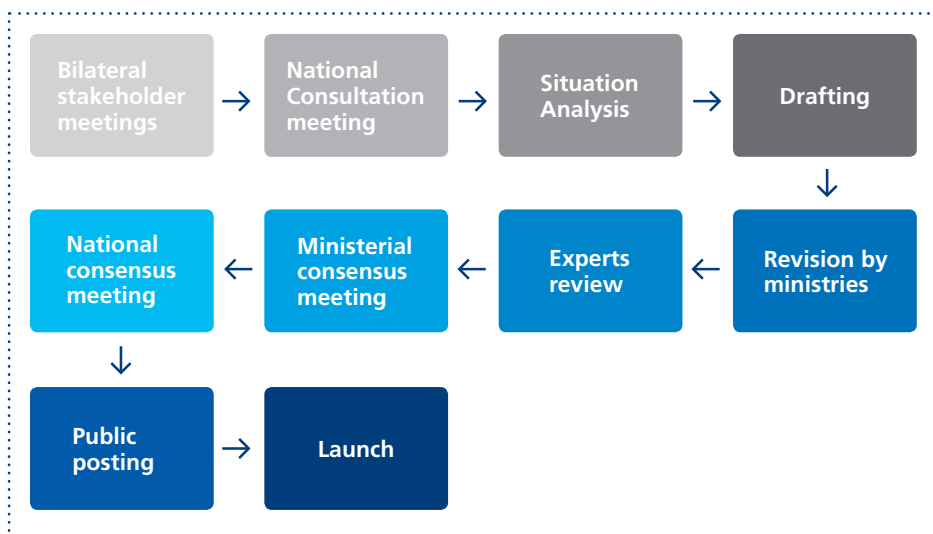 Bilateral
stakeholder
meetings
National
Consultation
meeting
Situation
Analysis
Drafting
Revision by
ministries
Experts
review
Ministerial
consensus
meeting
National
consensus
meeting
Public
posting
Launch